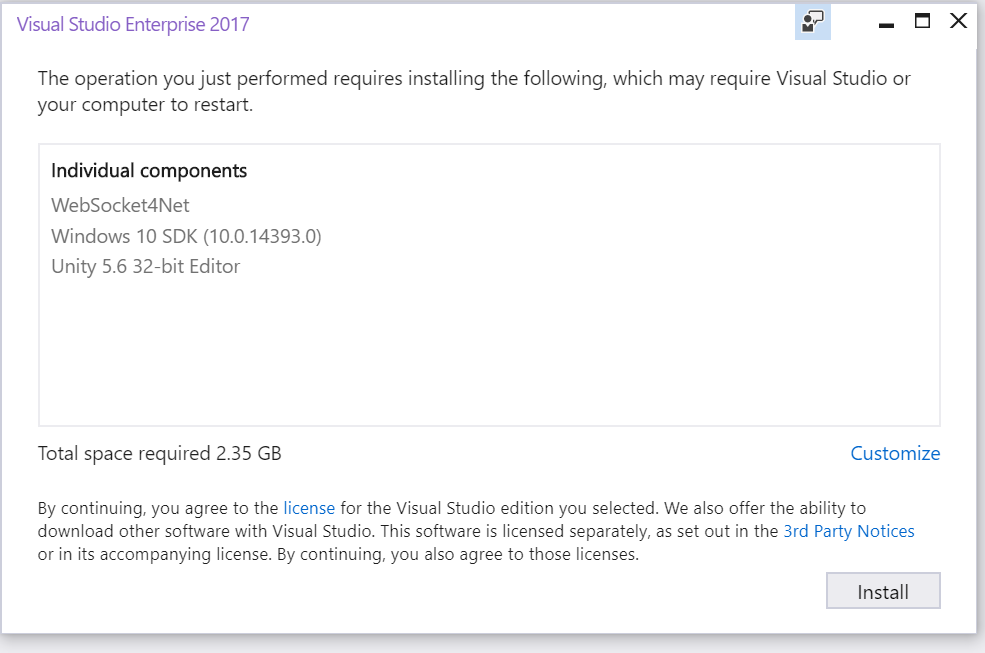 Visual Studio Enterprise 2017
The operation you just performed requires installing the following, which may require Visual Studio or
your computer to restart.
Individual components
WebSocket4Net
Windows 10 SDK (10.0.14393.0)
Unity 5.6 32-bit Editor
Total space required 2.35 GB
Customize
By continuing, you agree to the license for the Visual Studio edition you selected. We also offer the ability to
download other software with Visual Studio. This software is licensed separately, as set out in the 3rd Party Notices
or in its accompanying license. By continuing, you also agree to those licenses.
Install